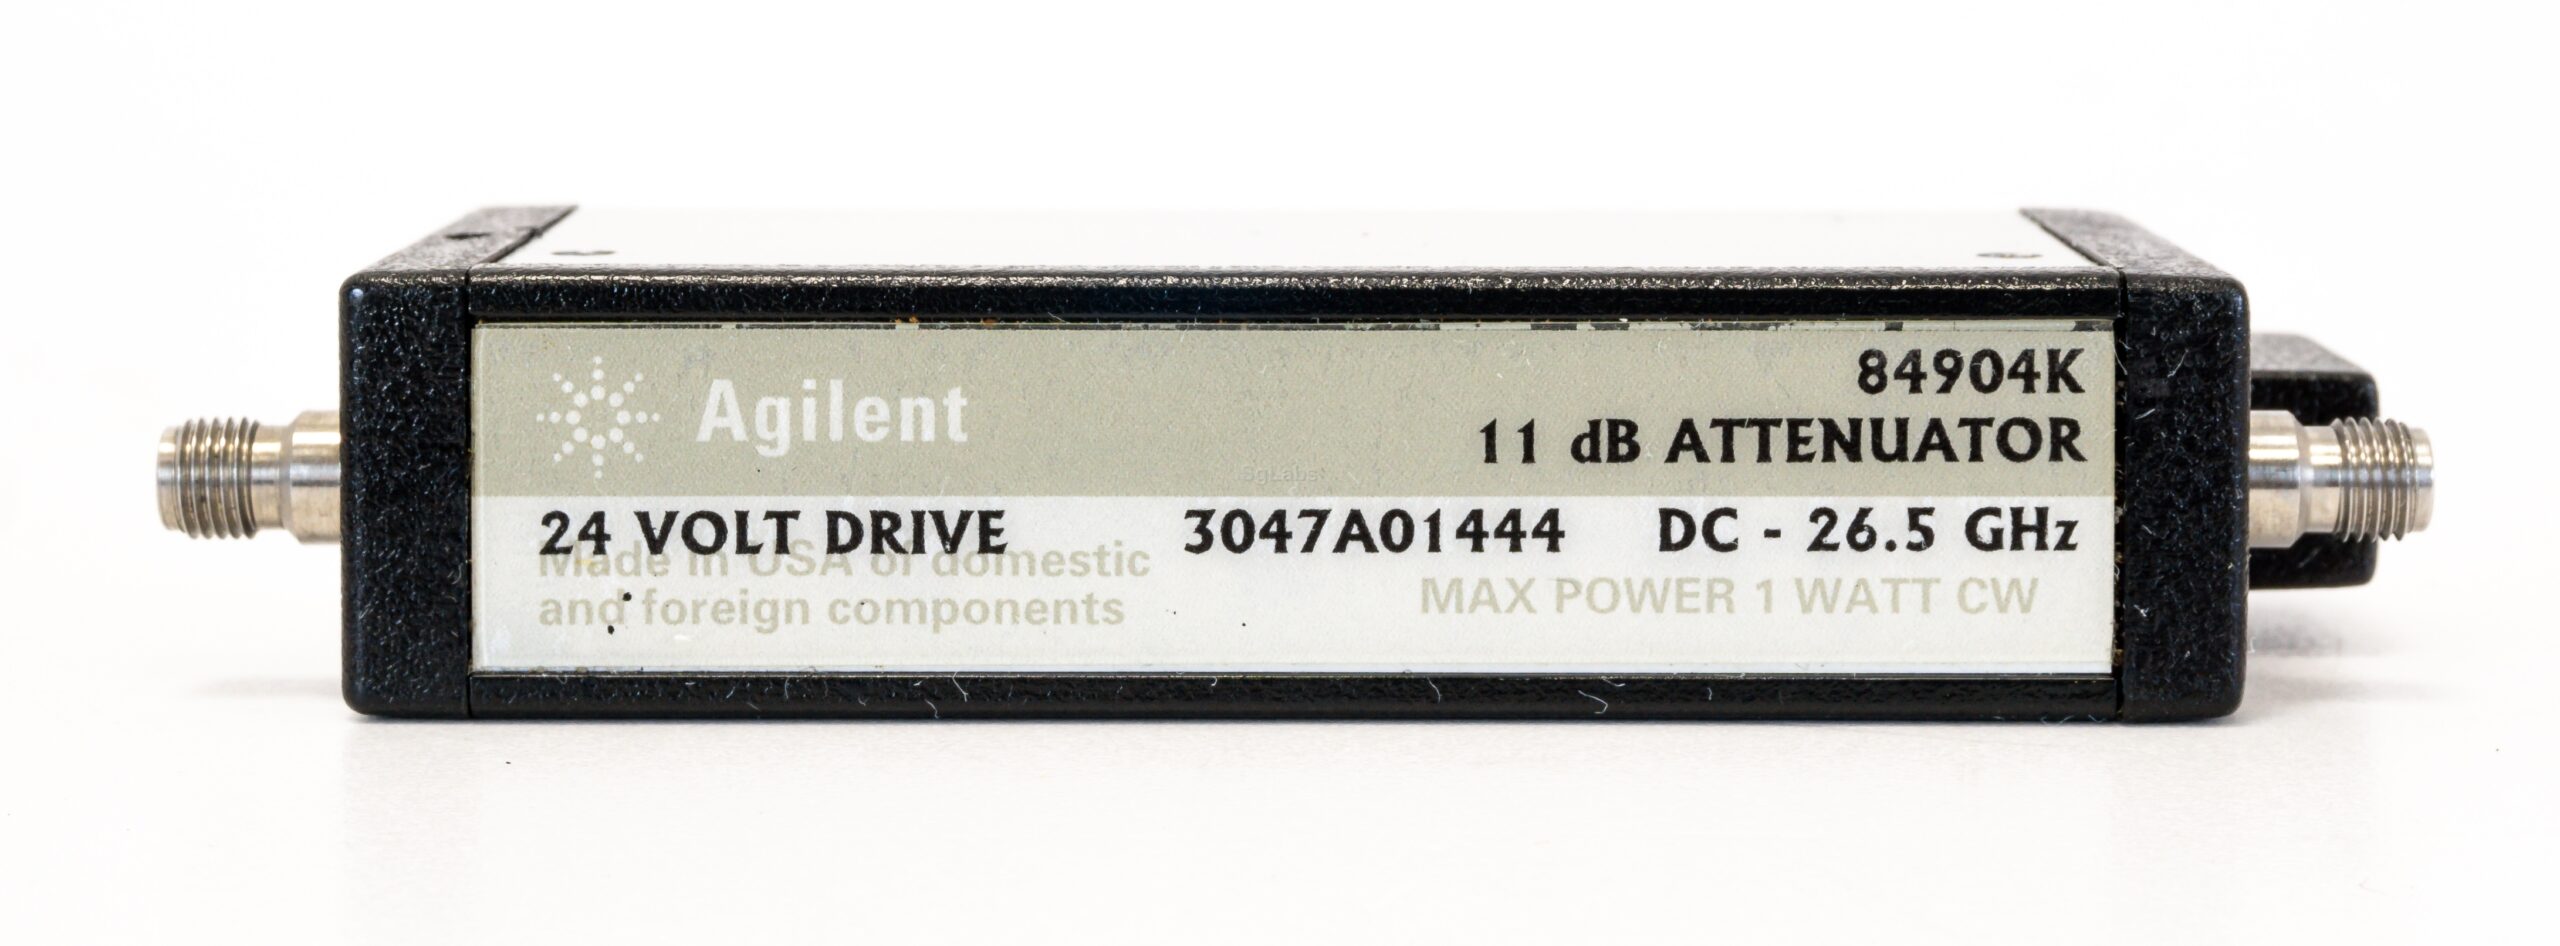 Agilent
84904K
11 dB ATTENUATOR
SgLabs
24 VOLT DRIVE 3047A01444 DC - 26.5 GHz
Made in USA of domestic
and foreign components
MAX POWER 1 WATT CW